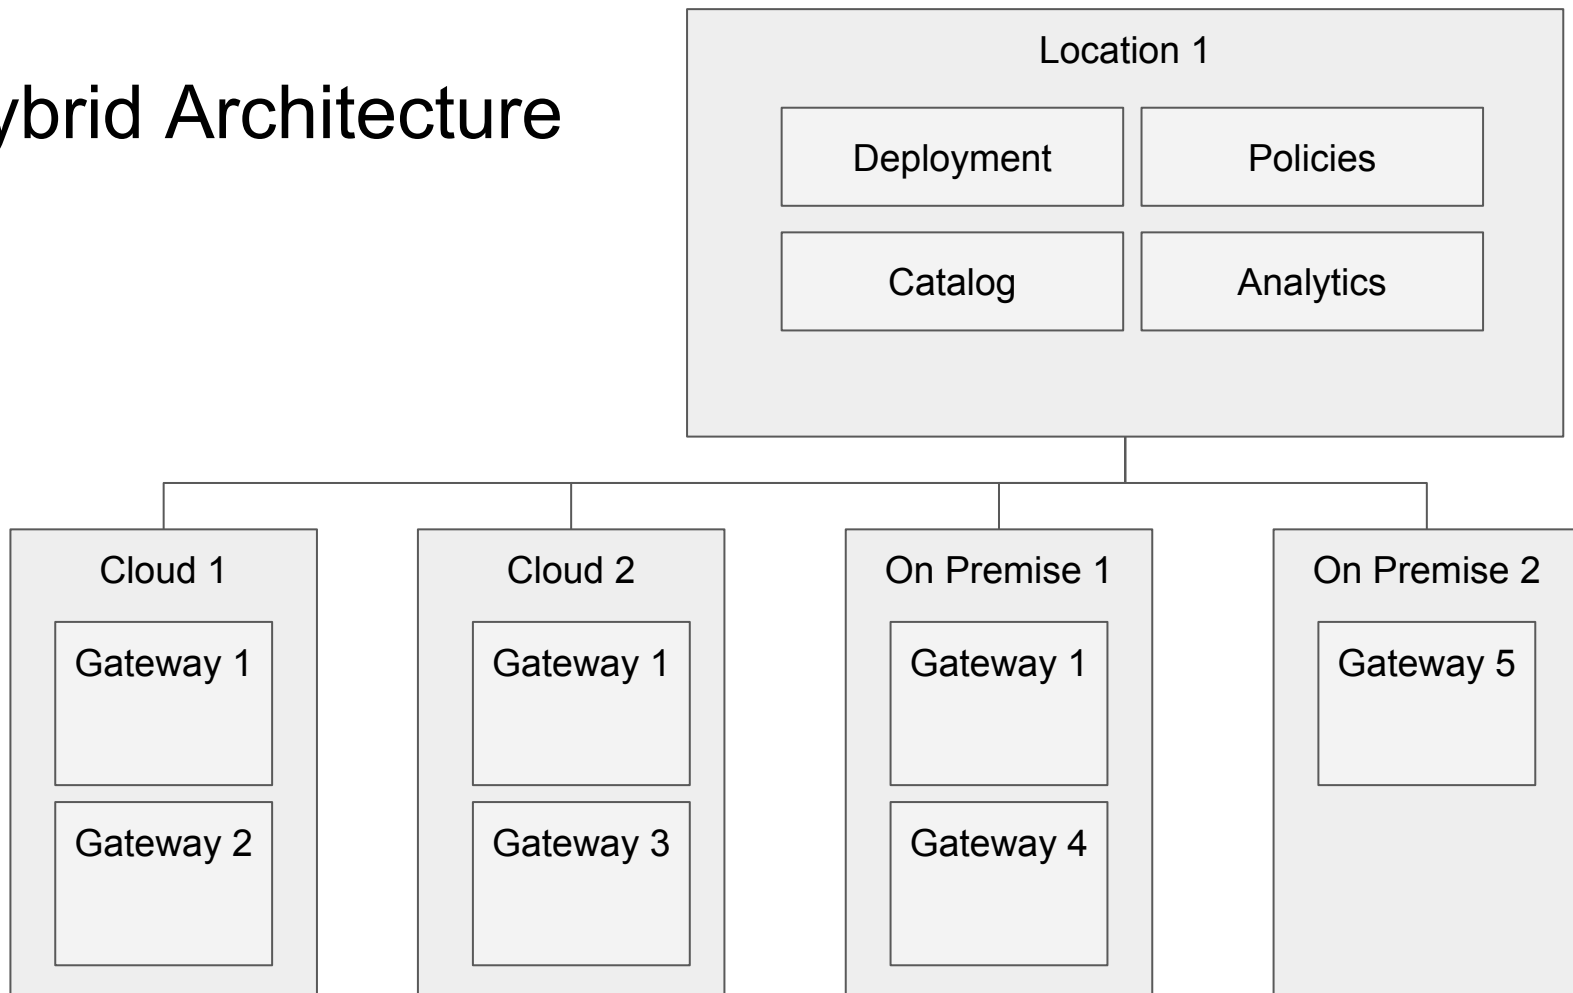 ybrid Architecture
Location 1
Deployment
Policies
Catalog
Analytics
Cloud 1
Gateway 1
Gateway 2
Cloud 2
Gateway 1
Gateway 3
On Premise 1
Gateway 1
Gateway 4
On Premise 2
Gateway 5